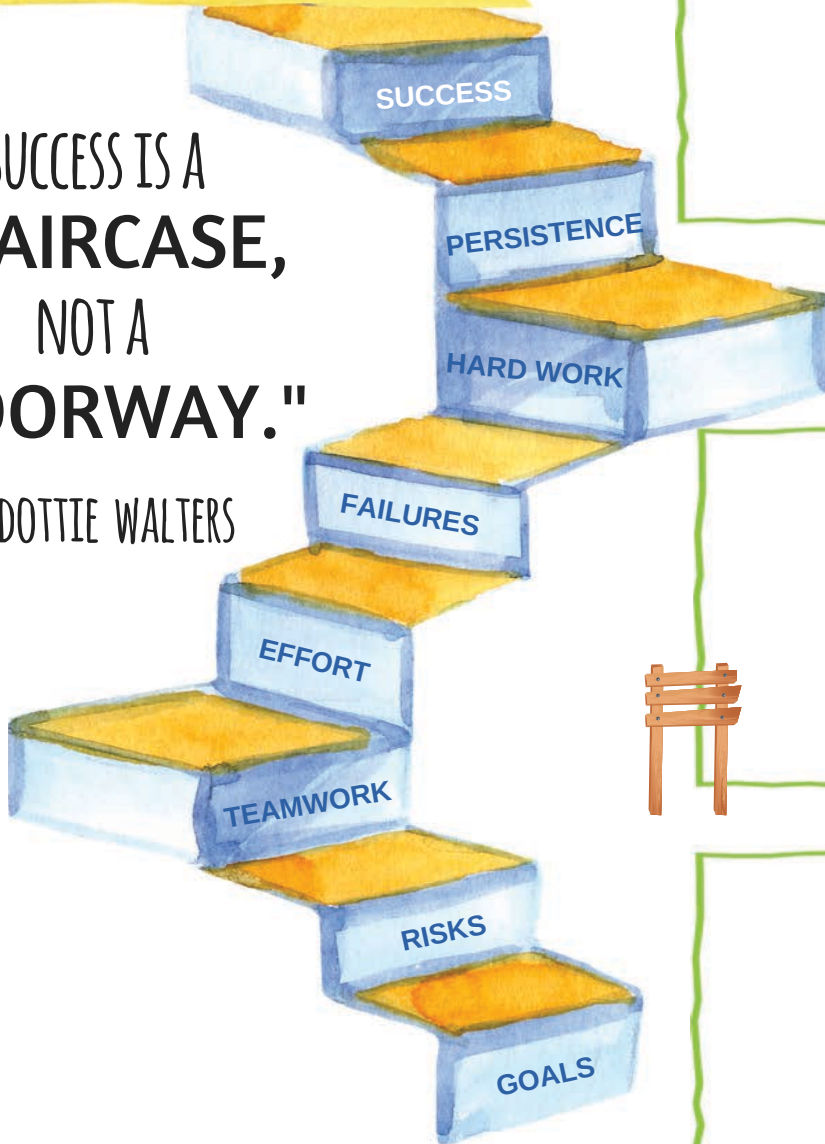 UCCESS IS A
AIRCASE,
NOT A
OORWAY."
DOTTIE WALTERS
SUCCESS
PERSISTENCE
HARD WORK
FAILURES
EFFORT
TEAMWORK
RISKS
GOALS